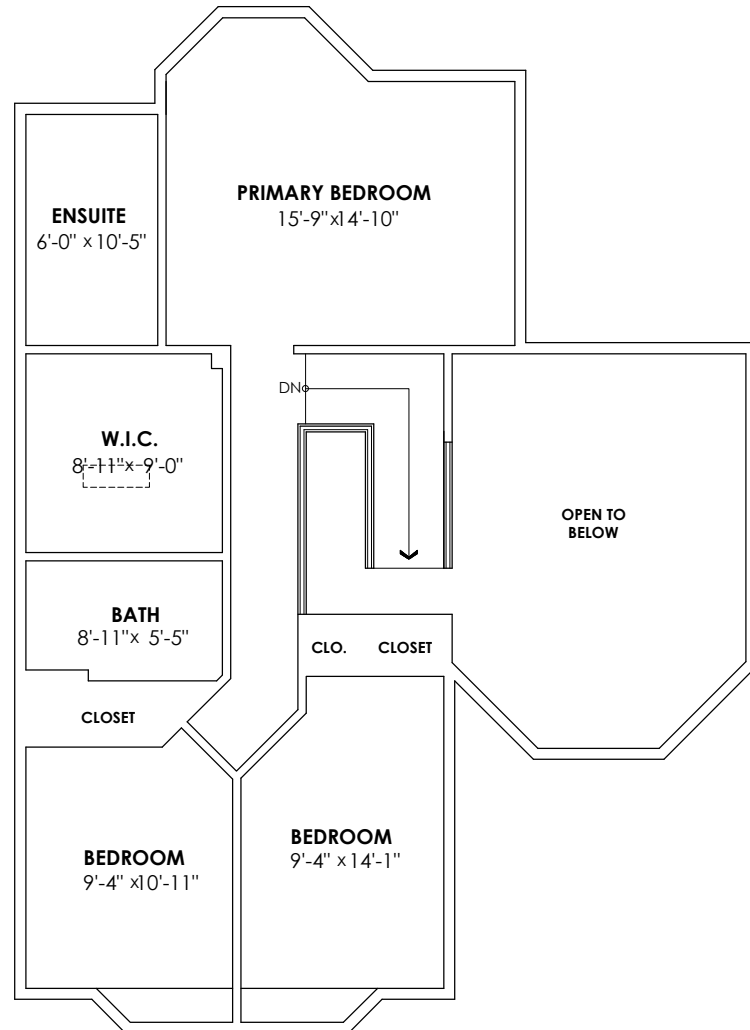 PRIMARY BEDROOM
15'-9"x14'-10"
ENSUITE
6'-0" x 10'-5"
DN
W.I.C.
8'-11"x 9'-0"
OPEN TO
BELOW
BATH
8'-11"x 5'-5"
CLO.
CLOSET
CLOSET
BEDROOM
9'-4" x14'-1"
BEDROOM
9'-4" x10'-11"